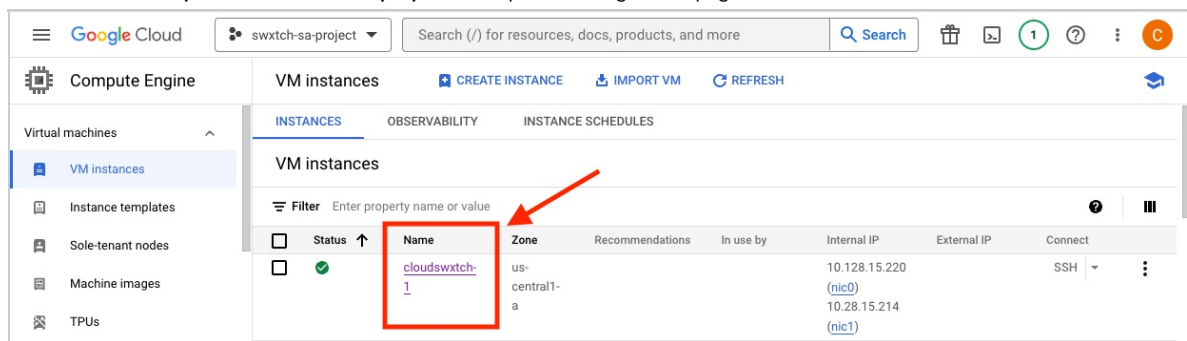 Google Cloud swxtch-sa-project Search (/) for resources, docs, products, and more Search 1 C
Compute Engine VM instances CREATE INSTANCE IMPORT VM REFRESH
Virtual machines INSTANCES OBSERVABILITY INSTANCE SCHEDULES
VM instances VM instances
Instance templates Filter Enter property name or value
Sole-tenant nodes Status Name Zone Recommendations In use by Internal IP External IP Connect
Machine images cloudswxtch- us- 10.128.15.220 SSH
1 central1- (nic0)
a 10.28.15.214
TPUs (nic1)